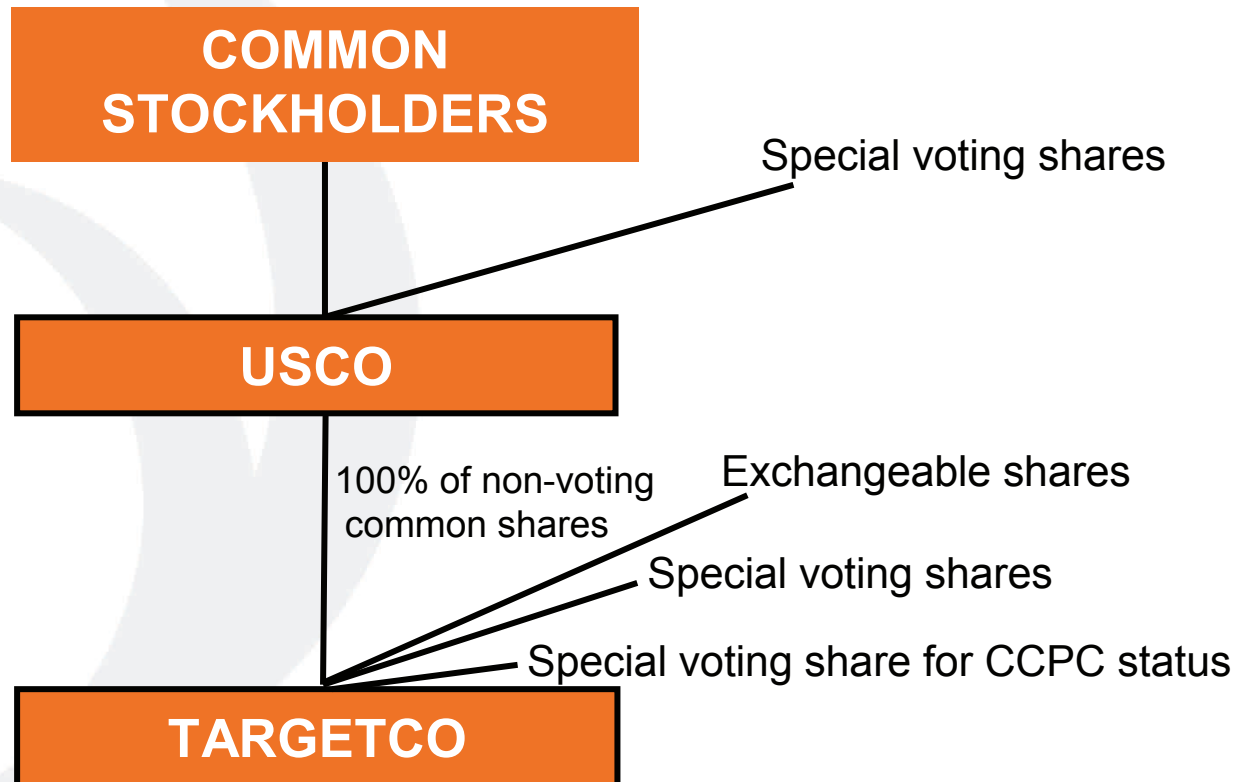 COMMON
STOCKHOLDERS
Special voting shares
USCO
100% of non-voting
common shares
Exchangeable shares
Special voting shares
Special voting share for CCPC status
TARGETCO